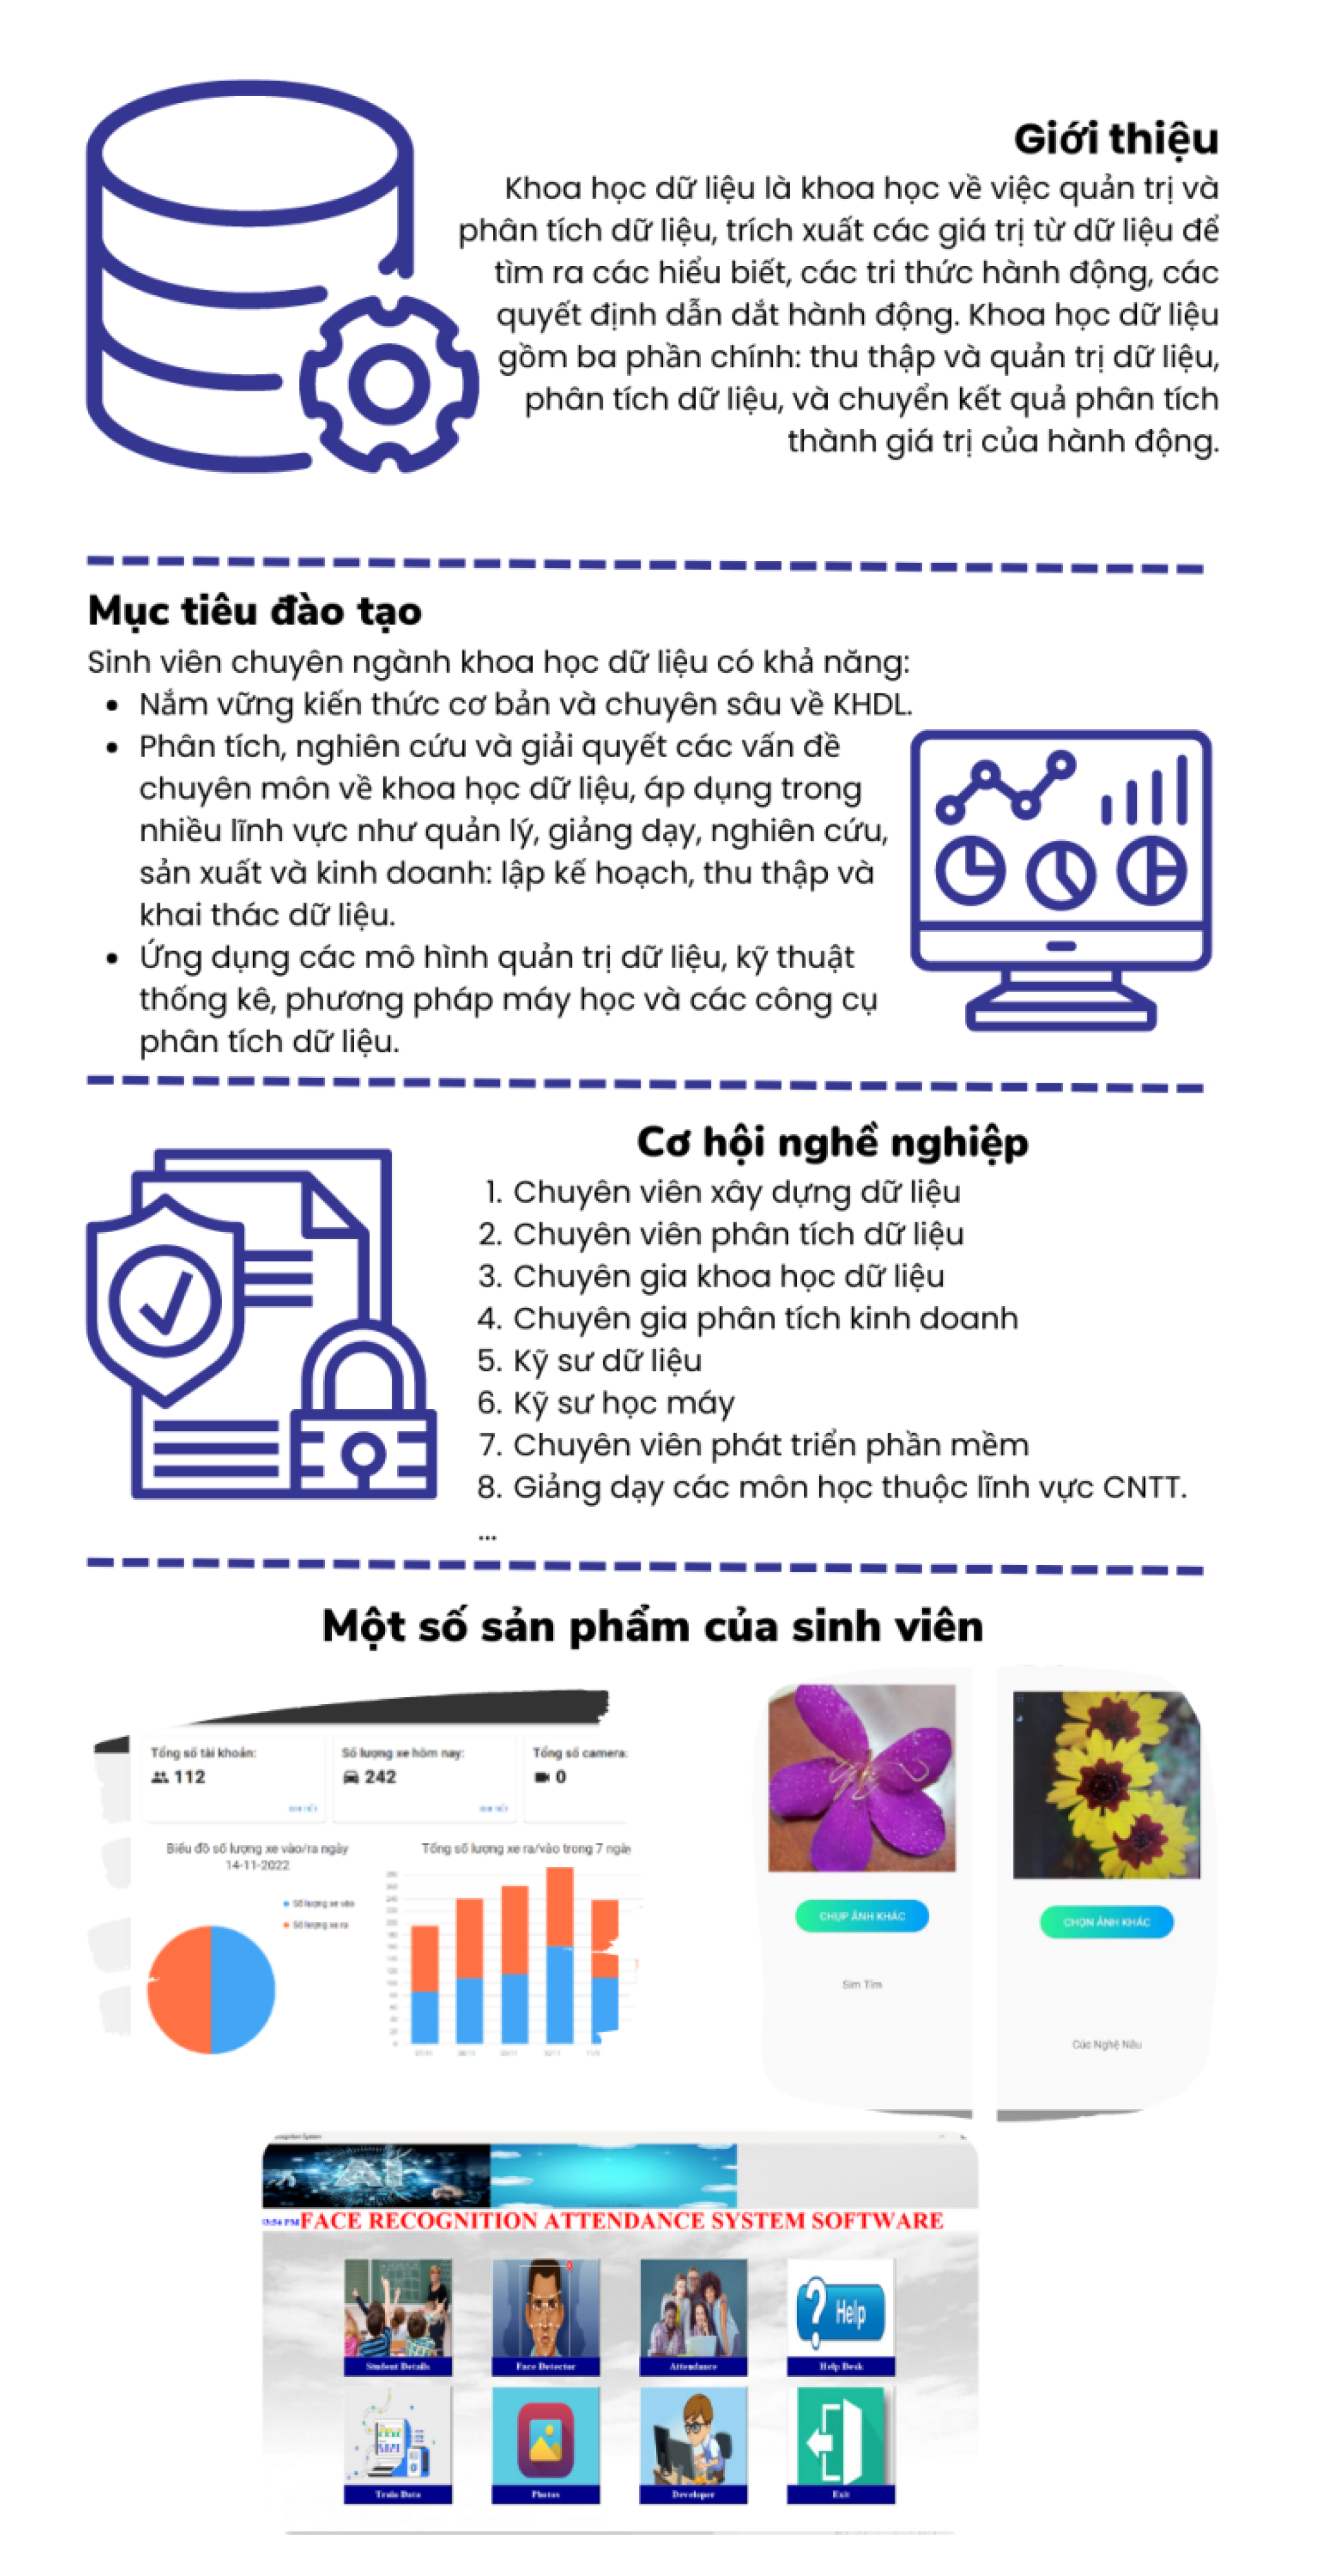 Giới thiệu
Khoa học dữ liệu là khoa học về việc quản trị và
phân tích dữ liệu, trích xuất các giá trị từ dữ liệu để
tìm ra các hiểu biết, các tri thức hành động, các
quyết định dẫn dắt hành động. Khoa học dữ liệu
gồm ba phần chính: thu thập và quản trị dữ liệu,
phân tích dữ liệu, và chuyển kết quả phân tích
thành giá trị của hành động.
Mục tiêu đào tạo
Sinh viên chuyên ngành khoa học dữ liệu có khả năng:
• Nắm vững kiến thức cơ bản và chuyên sâu về KHDL.
• Phân tích, nghiên cứu và giải quyết các vấn đề
chuyên môn về khoa học dữ liệu, áp dụng trong
nhiều lĩnh vực như quản lý, giảng dạy, nghiên cứu,
sản xuất và kinh doanh: lập kế hoạch, thu thập và
khai thác dữ liệu.
• Ứng dụng các mô hình quản trị dữ liệu, kỹ thuật
thống kê, phương pháp máy học và các công cụ
phân tích dữ liệu.
Cơ hội nghề nghiệp
1. Chuyên viên xây dựng dữ liệu
2. Chuyên viên phân tích dữ liệu
3. Chuyên gia khoa học dữ liệu
4. Chuyên gia phân tích kinh doanh
5. Kỹ sư dữ liệu
6. Kỹ sư học máy
7. Chuyên viên phát triển phần mềm
8. Giảng dạy các môn học thuộc lĩnh vực CNTT.
...
Một số sản phẩm của sinh viên
Tổng số tài khoản:
112
Số lượng xe hôm nay:
242
Tổng số camera:
0
Biểu đồ số lượng xe vào/ra ngày
14-11-2022
Số lượng xe vào
Số lượng xe ra
Tổng số lượng xe ra/vào trong 7 ngày
CHỤP ẢNH KHÁC
Sim Tím
CHỌN ẢNH KHÁC
Cúc Nghệ Nâu
AI
3:54 PM FACE RECOGNITION ATTENDANCE SYSTEM SOFTWARE
Help
Student Details
Face Detector
Attendance
Help Desk
Train Data
Photos
Developer
Exit